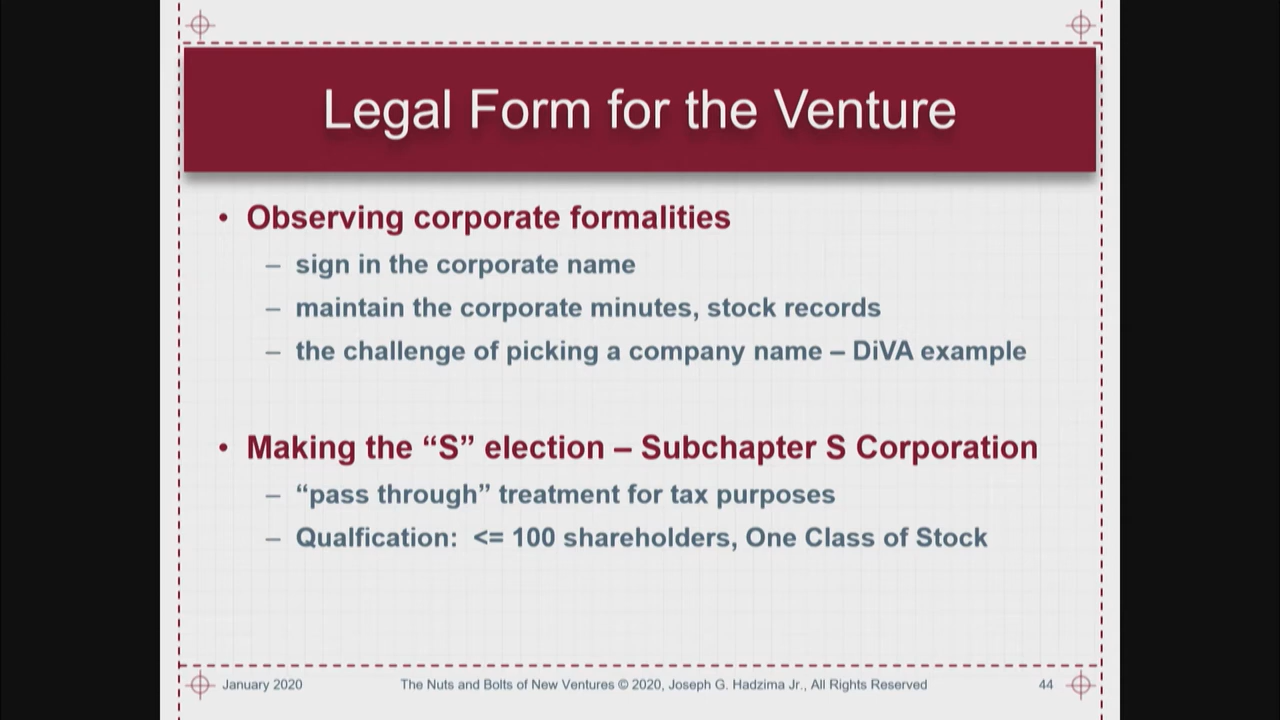 Legal Form for the Venture
• Observing corporate formalities
– sign in the corporate name
– maintain the corporate minutes, stock records
– the challenge of picking a company name – DiVA example
• Making the “S” election – Subchapter S Corporation
– “pass through” treatment for tax purposes
– Qualfication:  <= 100 shareholders, One Class of Stock
January 2020
The Nuts and Bolts of New Ventures © 2020, Joseph G. Hadzima Jr., All Rights Reserved
44